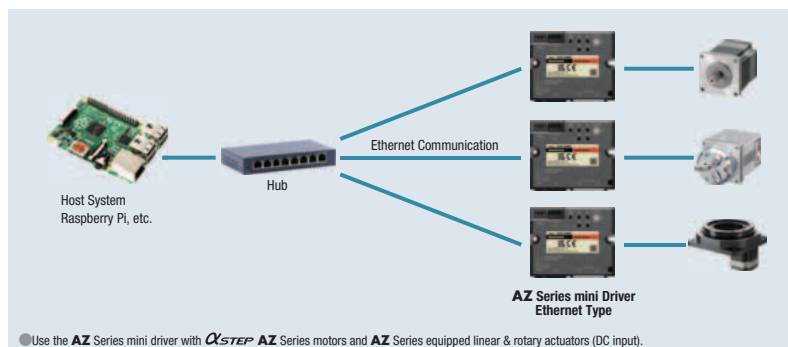 Ethernet Communication
Hub
Host System
Raspberry Pi, etc.
AZ Series mini Driver
Ethernet Type
●Use the AZ Series mini driver with αSTEP AZ Series motors and AZ Series equipped linear & rotary actuators (DC input).